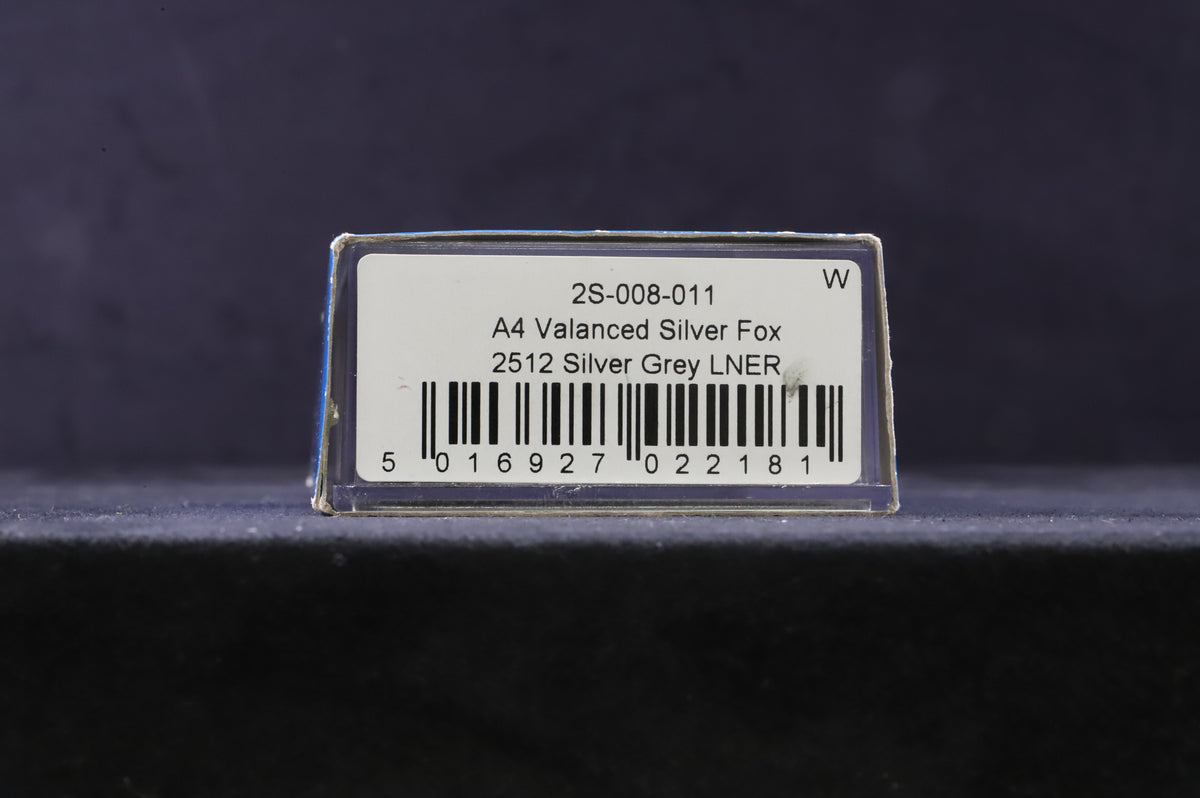 W
2S-008-011
A4 Valanced Silver Fox
2512 Silver Grey LNER
5 016927 022181